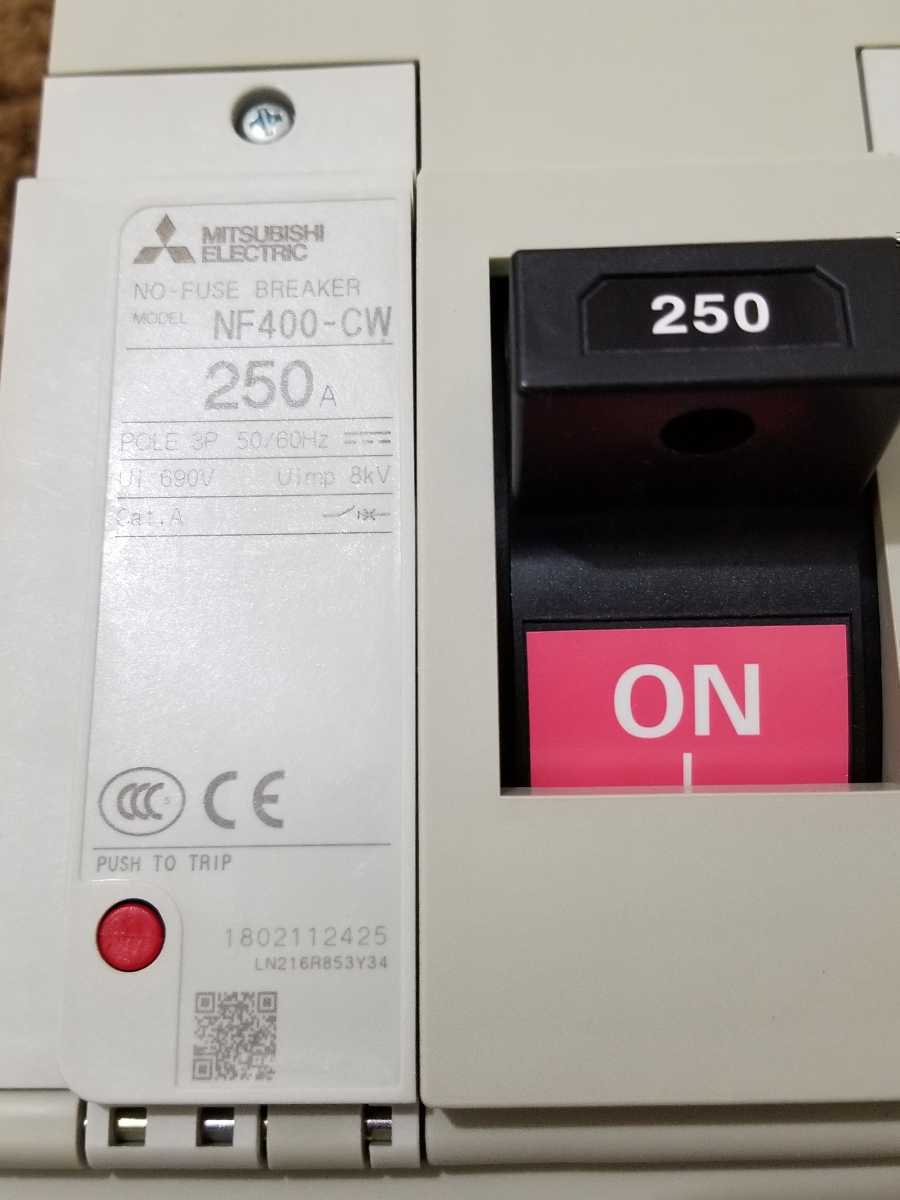 MITSUBISHI
ELECTRIC
NO-FUSE BREAKER
MODEL NF400-CW
250A
POLE 3P 50/60Hz
Ui 690V Uimp 8kV
Cat.A
CCC S CE
PUSH TO TRIP
1802112425
LN216R853Y34
250
ON